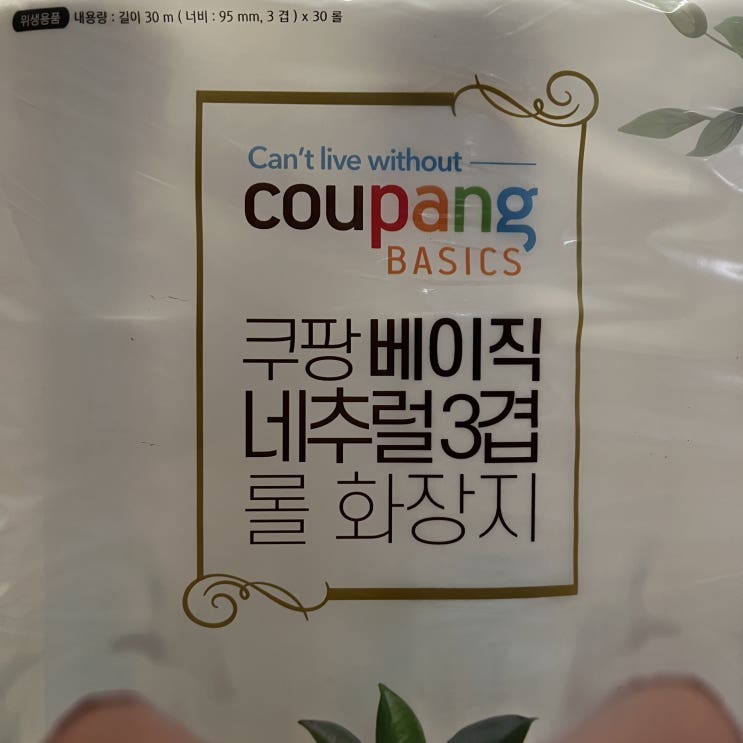 위생용품 내용량 : 길이 30 m ( 너비 : 95 mm, 3 겹 ) x 30 롤
Can't live without
coupang
BASICS
쿠팡 베이직
네추럴3겹
롤 화장지